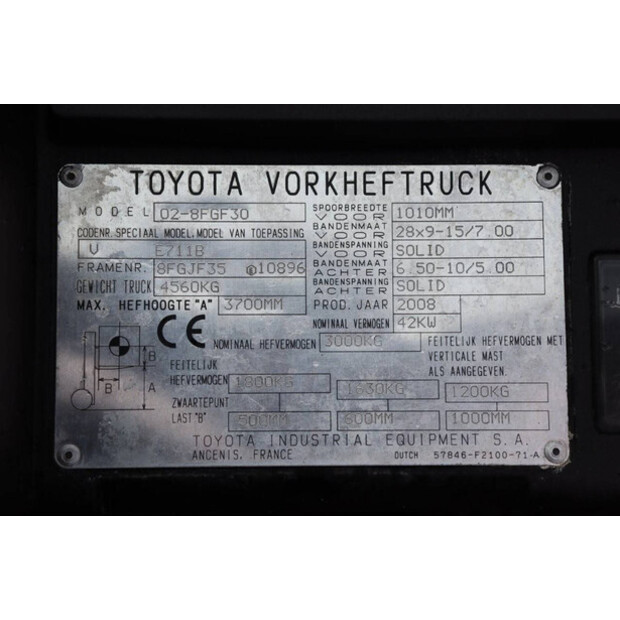 TOYOTA VORKHEFTRUCK
MODEL 02-8FGF30
CODENR. SPECIAAL MODEL.MODEL VAN TOEPASSING
V E711B
FRAMENR. 8FGJF35 10896
GEWICHT TRUCK 4560KG
MAX. HEFHOOGTE "A" 3700MM
SPOORBREEDTE VOOR 1010MM
BANDENMAAT VOOR 28x9-15/7.00
BANDENSPANNING VOOR SOLID
BANDENMAAT ACHTER 6.50-10/5.00
BANDENSPANNING ACHTER SOLID
PROD. JAAR 2008
NOMINAAL VERMOGEN 42KW
CE NOMINAAL HEFVERMOGEN 3000KG
FEITELIJK HEFVERMOGEN MET
VERTICALE MAST
ALS AANGEGEVEN.
B
B
A
FEITELIJK
HEFVERMOGEN 1800KG 1630KG 1200KG
ZWAARTEPUNT
LAST "B" 500MM 600MM 1000MM
TOYOTA INDUSTRIAL EQUIPMENT S.A.
ANCENIS, FRANCE DUTCH 57846-F2100-71-A